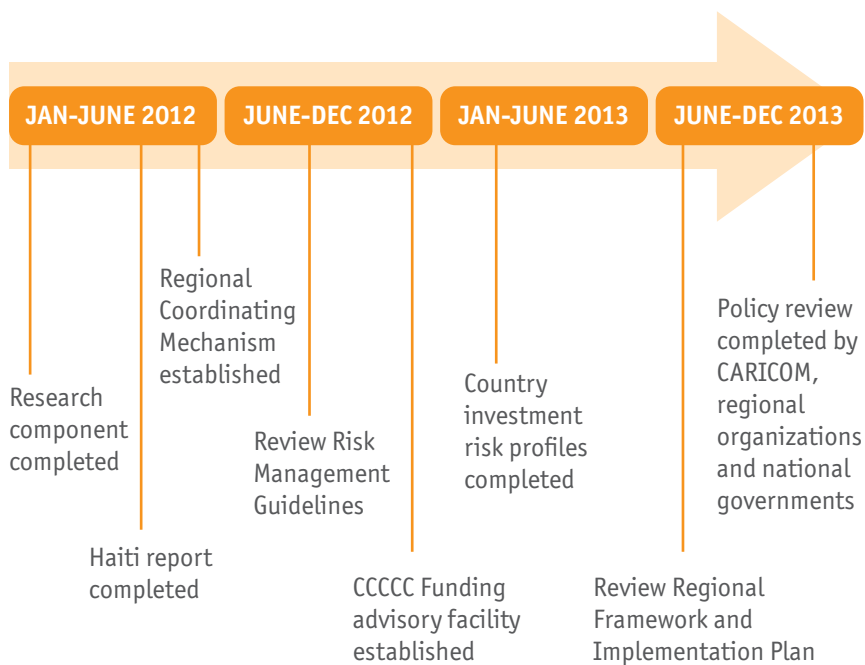 JAN-JUNE 2012
JUNE-DEC 2012
JAN-JUNE 2013
JUNE-DEC 2013
Research
component
completed
Haiti report
completed
Regional
Coordinating
Mechanism
established
Review Risk
Management
Guidelines
CCCCC Funding
advisory facility
established
Country
investment
risk profiles
completed
Review Regional
Framework and
Implementation Plan
Policy review
completed by
CARICOM,
regional
organizations
and national
governments